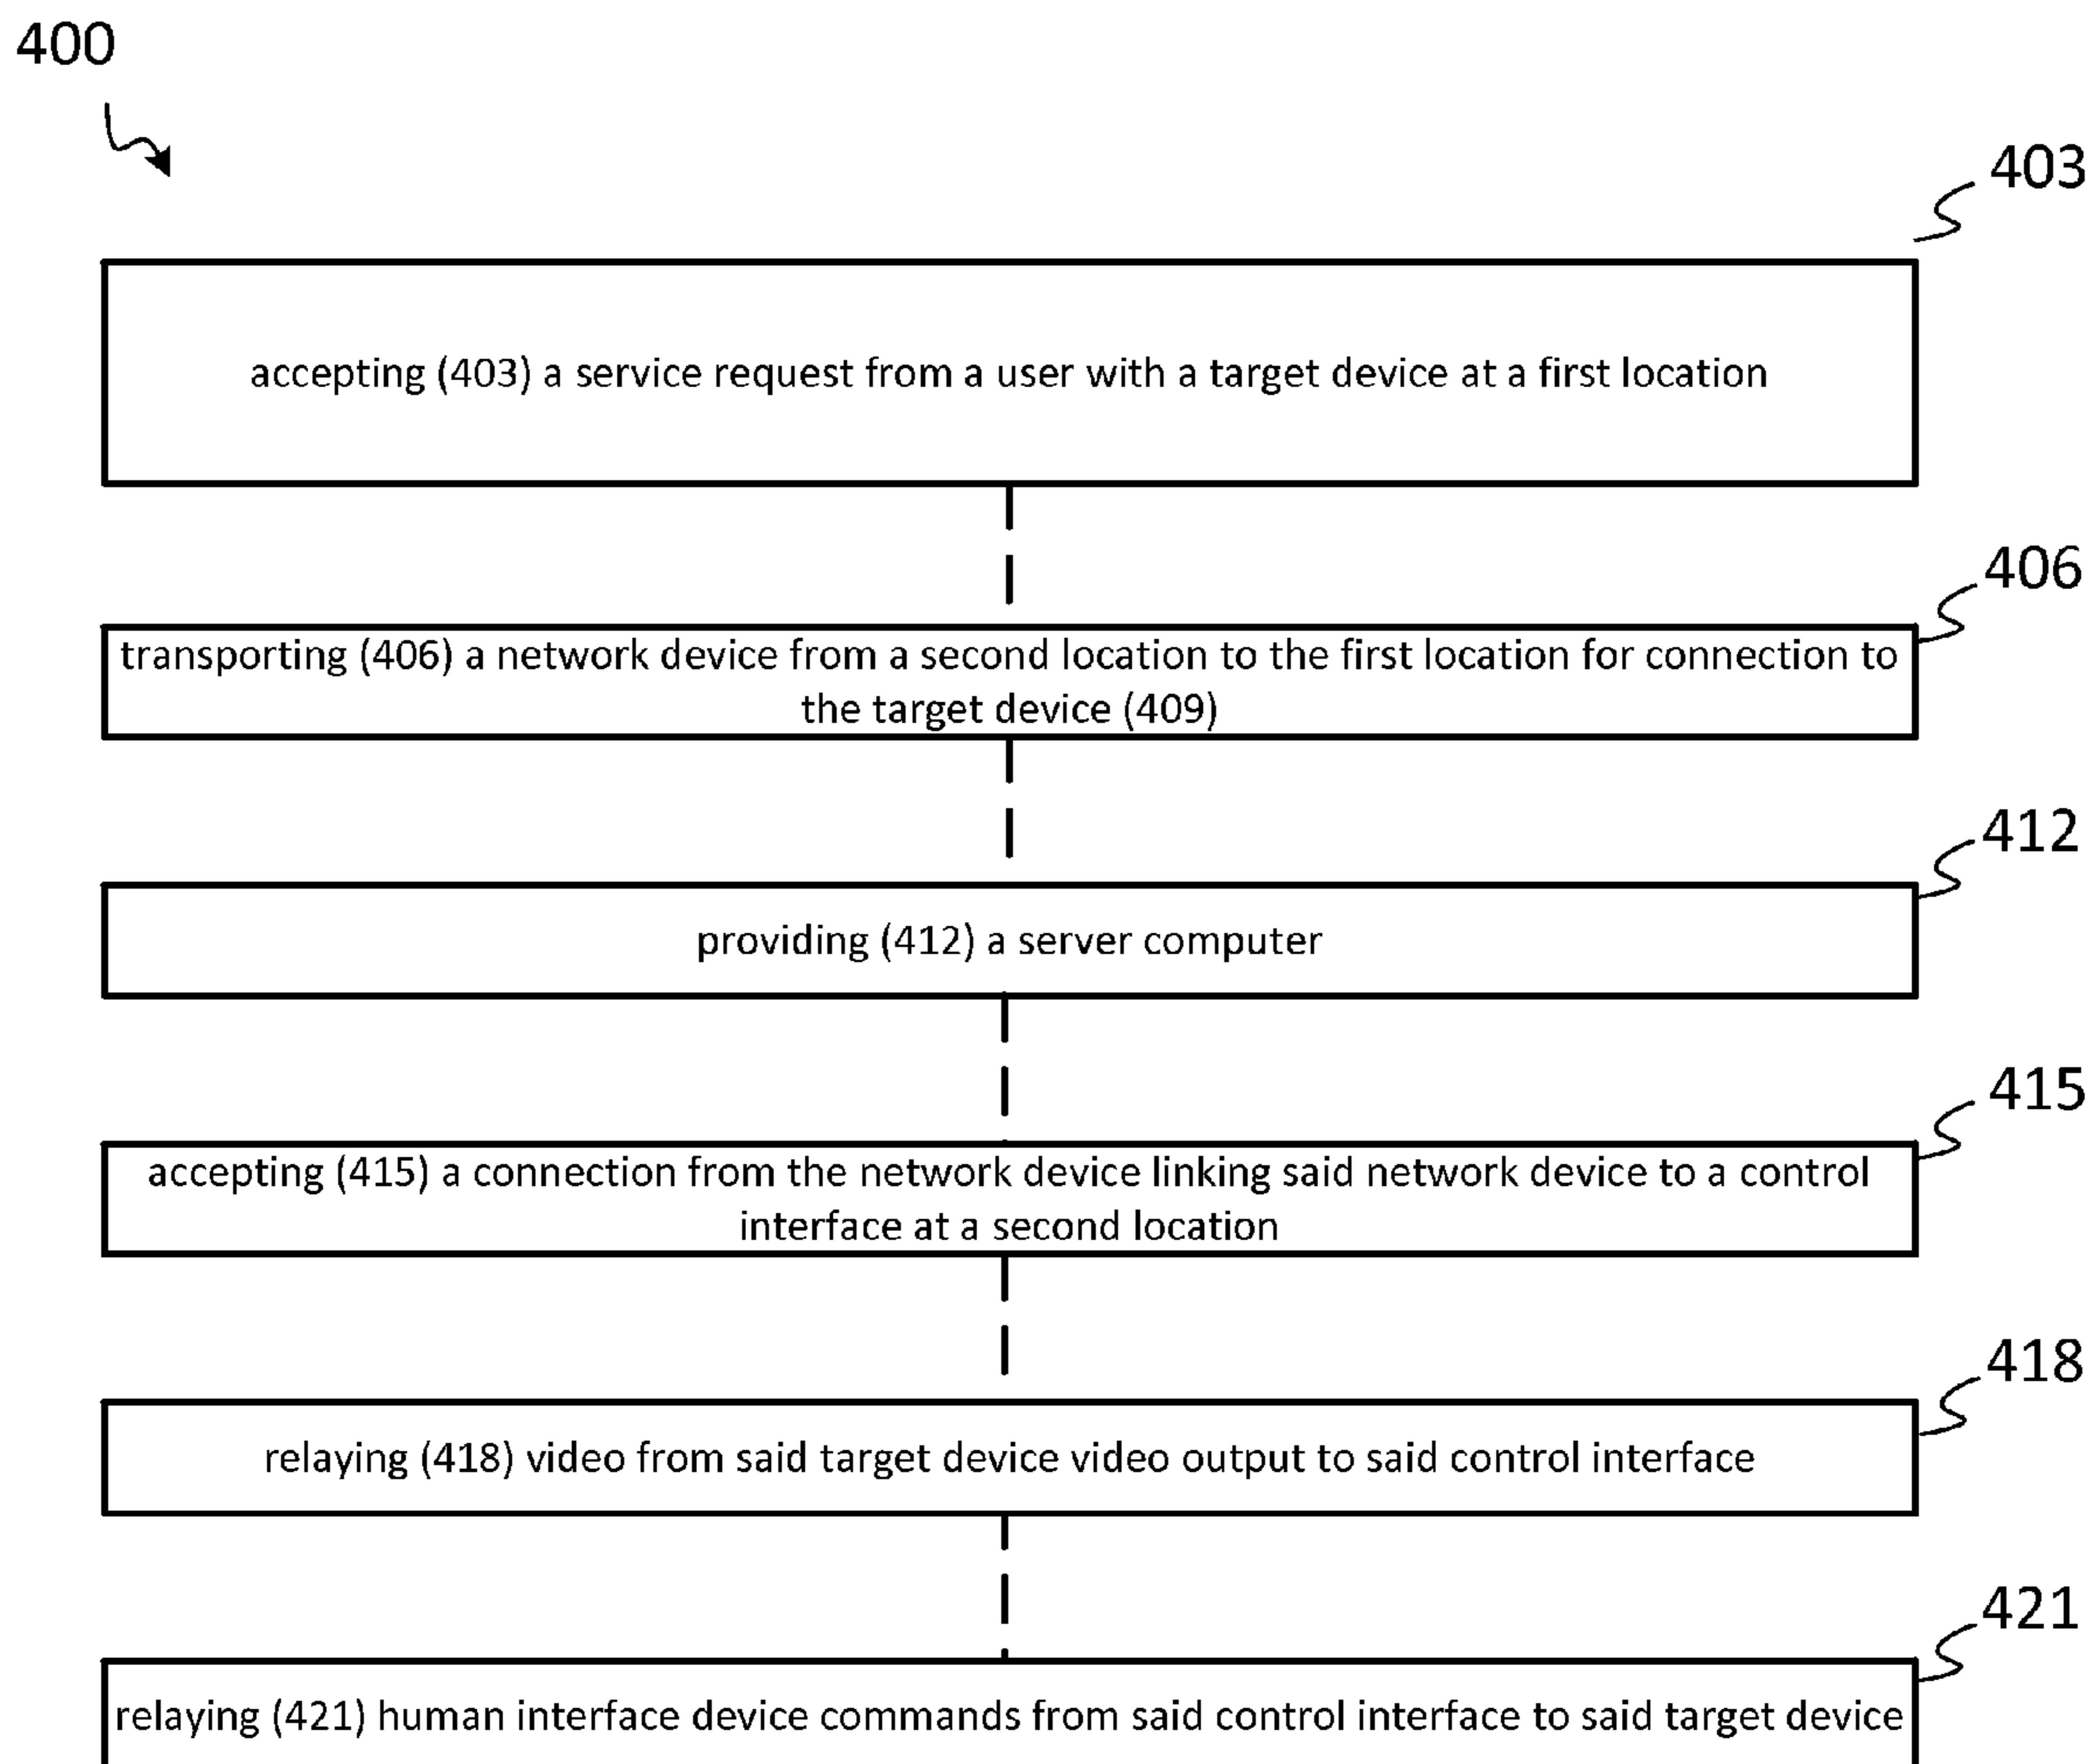 400
403
accepting (403) a service request from a user with a target device at a first location
406
transporting (406) a network device from a second location to the first location for connection to
the target device (409)
412
providing (412) a server computer
415
accepting (415) a connection from the network device linking said network device to a control
interface at a second location
418
relaying (418) video from said target device video output to said control interface
421
relaying (421) human interface device commands from said control interface to said target device